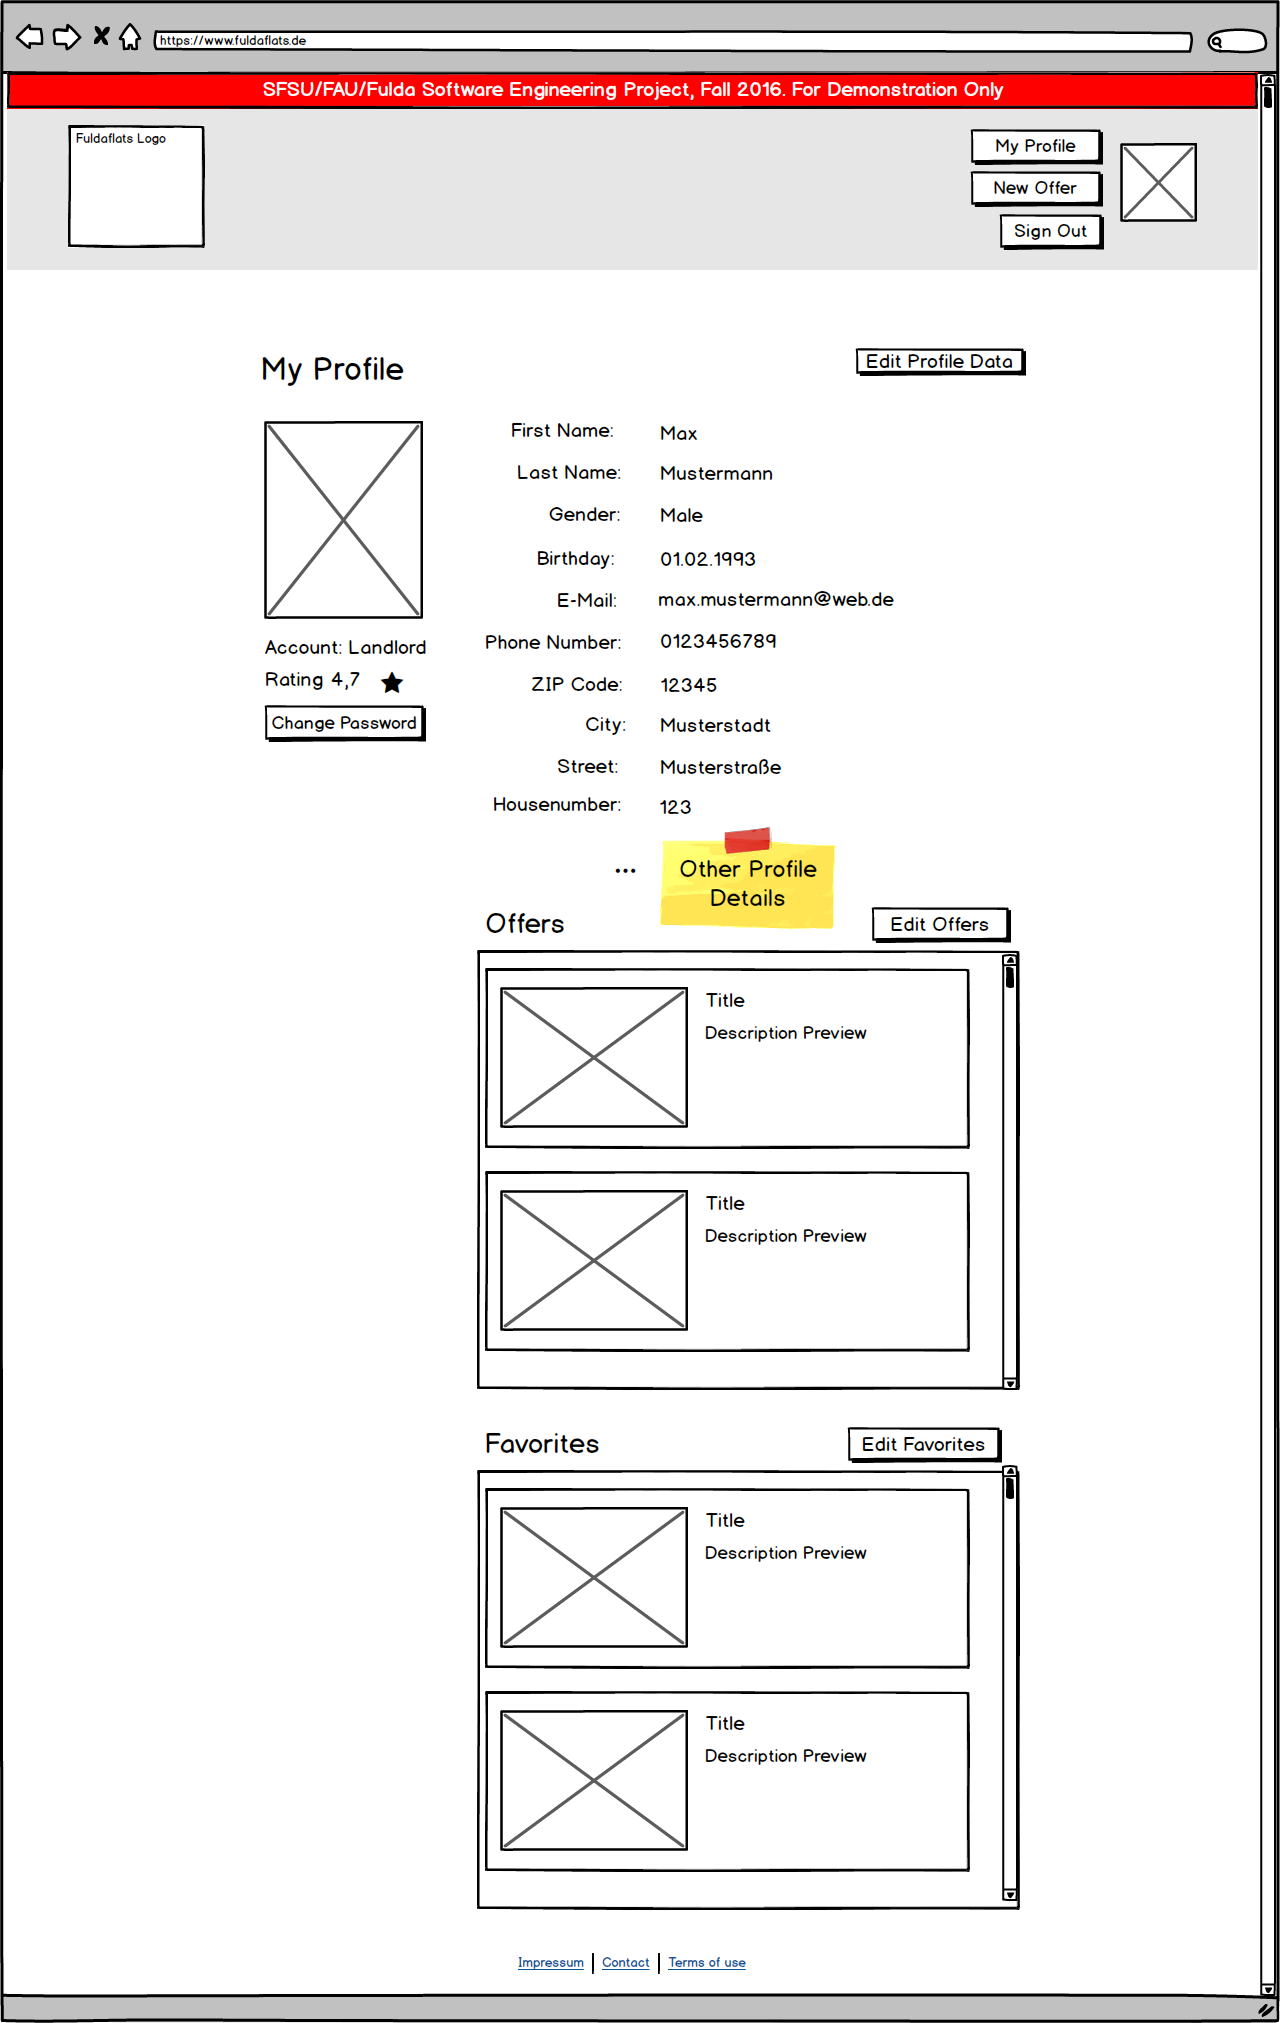 https://www.fuldaflats.de
SFSU/FAU/Fulda Software Engineering Project, Fall 2016. For Demonstration Only
Fuldaflats Logo
My Profile
New Offer
Sign Out
My Profile
Edit Profile Data
First Name: Max
Last Name: Mustermann
Gender: Male
Birthday: 01.02.1993
E-Mail: max.mustermann@web.de
Phone Number: 0123456789
ZIP Code: 12345
City: Musterstadt
Street: Musterstraße
Housenumber: 123
Account: Landlord
Rating 4,7
Change Password
...
Other Profile
Details
Offers
Edit Offers
Title
Description Preview
Title
Description Preview
Favorites
Edit Favorites
Title
Description Preview
Title
Description Preview
Impressum | Contact | Terms of use